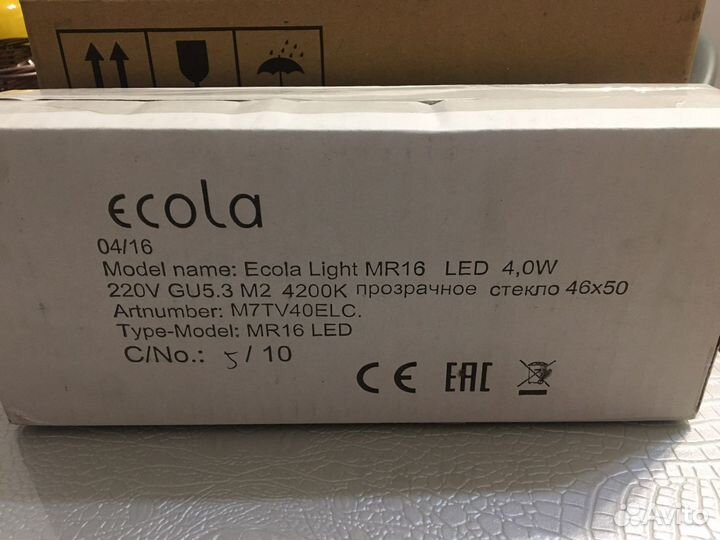 ecola
04/16
Model name: Ecola Light MR16 LED 4,0W
220V GU5.3 M2 4200K прозрачное стекло 46x50
Artnumber: M7TV40ELC.
Type-Model: MR16 LED
C/No.: 5/10
CE EAC
Avito